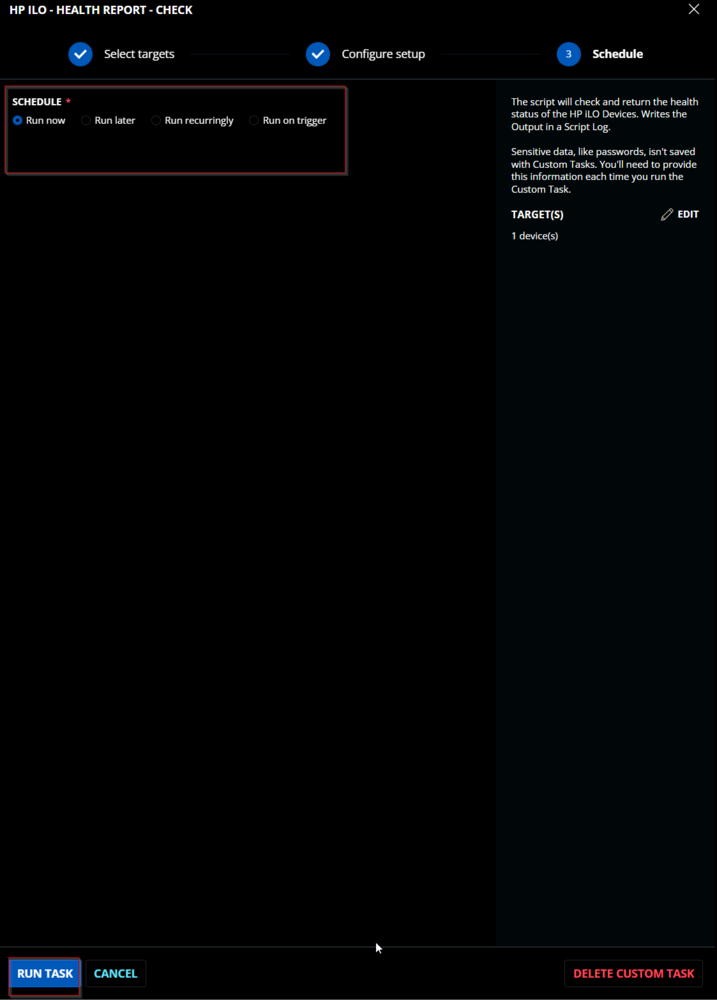 HP ILO - HEALTH REPORT - CHECK
Select targets
Configure setup
3 Schedule
SCHEDULE *
Run now Run later Run recurringly Run on trigger
The script will check and return the health
status of the HP iLO Devices. Writes the
Output in a Script Log.
Sensitive data, like passwords, isn't saved
with Custom Tasks. You'll need to provide
this information each time you run the
Custom Task.
TARGET(S) EDIT
1 device(s)
RUN TASK CANCEL DELETE CUSTOM TASK